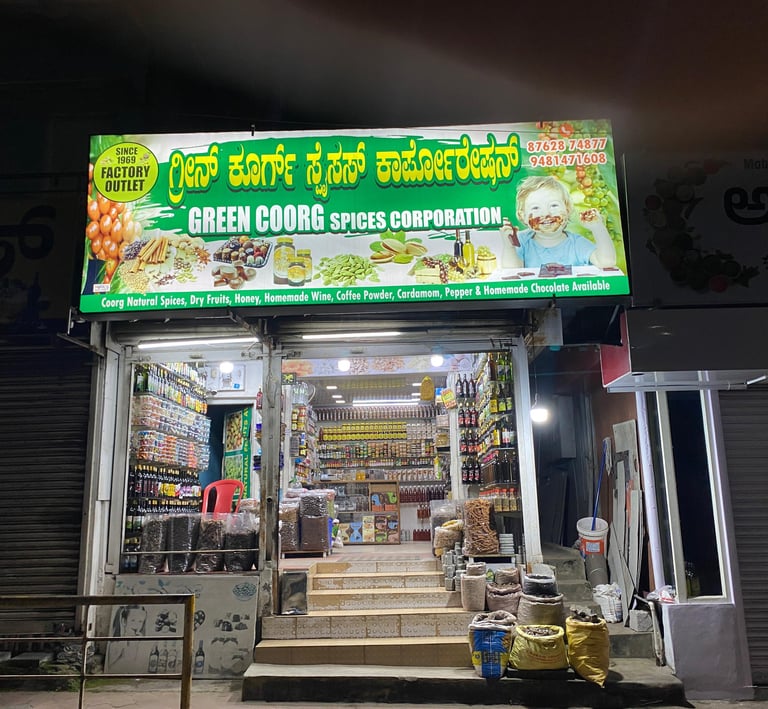 SINCE
1969
FACTORY
OUTLET
ಗ್ರೀನ್ ಕೂರ್ಗ್ ಸ್ಪೈಸಸ್ ಕಾರ್ಪೋರೇಷನ್
87628 74877
9481471608
GREEN COORG SPICES CORPORATION
Coorg Natural Spices, Dry Fruits, Honey, Homemade Wine, Coffee Powder, Cardamom, Pepper & Homemade Chocolate Available